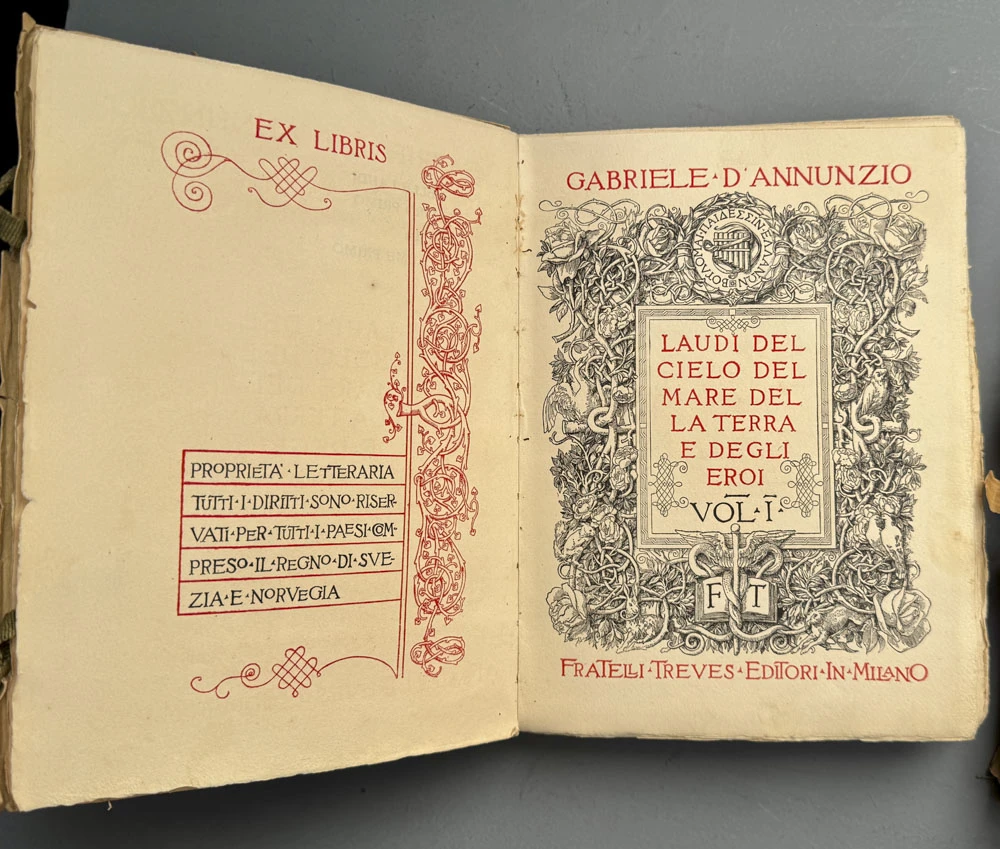 EX LIBRIS
PROPRIETA'·LETTERARIA
TUTTI·I·DIRITTI·SONO·RISER-
VATI·PER·TUTTI·I·PAESI·COM-
PRESO·IL·REGNO·DI·SVE-
ZIA·E·NORVEGIA
GABRIELE·D'ANNUNZIO
LAUDI DEL
CIELO DEL
MARE DEL
LA TERRA
E DEGLI
EROI
VOL·I·
F T
FRATELLI·TREVES·EDITORI·IN·MILANO